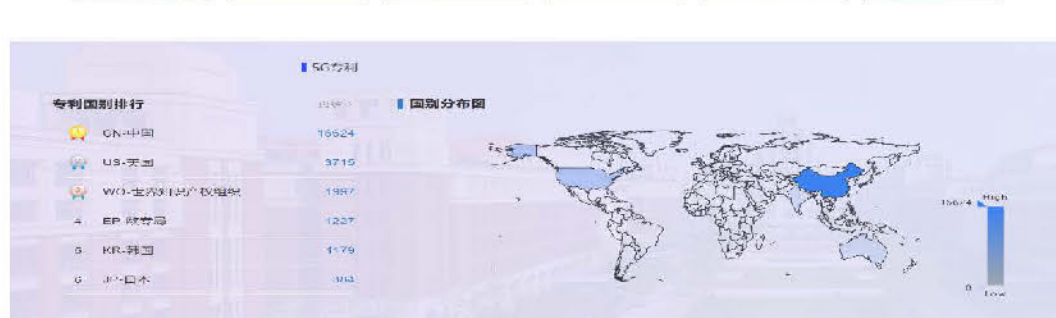 5G专利
专利国别排行
国别分布图
CN-中国
US-美国 3715
WO-世界知识产权组织
4 EP-欧专局 1227
5 KR-韩国 1179
6 JP-日本
High
0
Low